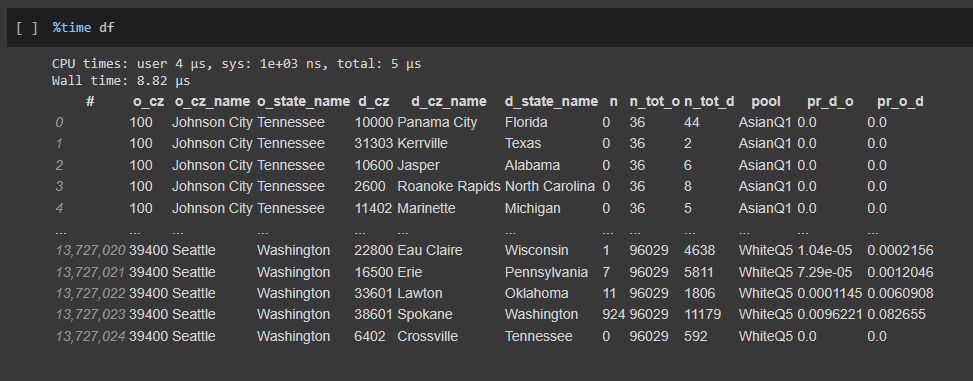 [ ] %time df
CPU times: user 4 µs, sys: 1e+03 ns, total: 5 µs
Wall time: 8.82 µs
# o_cz o_cz_name o_state_name d_cz d_cz_name d_state_name n n_tot_o n_tot_d pool pr_d_o pr_o_d
0 100 Johnson City Tennessee 10000 Panama City Florida 0 36 44 AsianQ1 0.0 0.0
1 100 Johnson City Tennessee 31303 Kerrville Texas 0 36 2 AsianQ1 0.0 0.0
2 100 Johnson City Tennessee 10600 Jasper Alabama 0 36 6 AsianQ1 0.0 0.0
3 100 Johnson City Tennessee 2600 Roanoke Rapids North Carolina 0 36 8 AsianQ1 0.0 0.0
4 100 Johnson City Tennessee 11402 Marinette Michigan 0 36 5 AsianQ1 0.0 0.0
... ... ... ... ... ... ... ... ... ... ... ... ...
13,727,020 39400 Seattle Washington 22800 Eau Claire Wisconsin 1 96029 4638 WhiteQ5 1.04e-05 0.0002156
13,727,021 39400 Seattle Washington 16500 Erie Pennsylvania 7 96029 5811 WhiteQ5 7.29e-05 0.0012046
13,727,022 39400 Seattle Washington 33601 Lawton Oklahoma 11 96029 1806 WhiteQ5 0.0001145 0.0060908
13,727,023 39400 Seattle Washington 38601 Spokane Washington 924 96029 11179 WhiteQ5 0.0096221 0.082655
13,727,024 39400 Seattle Washington 6402 Crossville Tennessee 0 96029 592 WhiteQ5 0.0 0.0